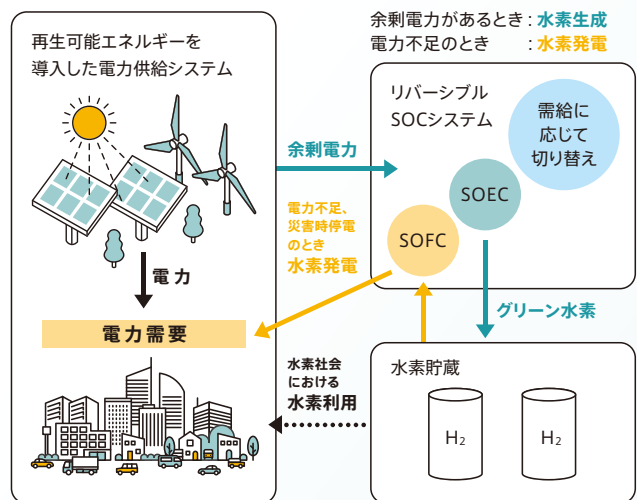 余剰電力があるとき：水素生成
電力不足のとき　　：水素発電
再生可能エネルギーを
導入した電力供給システム
リバーシブル
SOCシステム
需給に
応じて
切り替え
余剰電力
SOEC
電力不足、
災害時停電
のとき
水素発電
SOFC
電力
グリーン水素
電力需要
水素社会
における
水素利用
水素貯蔵
H₂
H₂